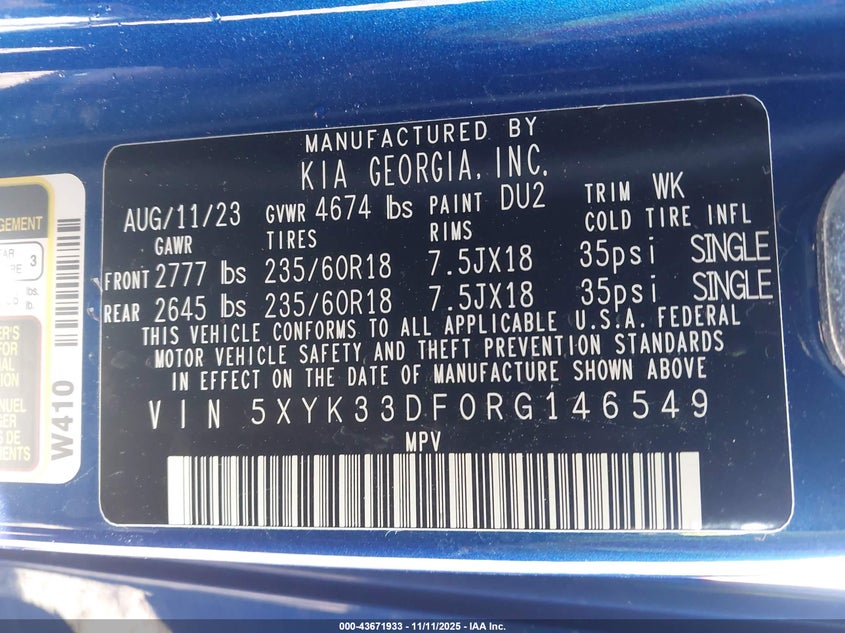 MANUFACTURED BY
KIA GEORGIA, INC.
AUG/11/23 GVWR 4674 lbs PAINT DU2 TRIM WK
GAWR TIRES RIMS COLD TIRE INFL
FRONT 2777 lbs 235/60R18 7.5JX18 35psi SINGLE
REAR 2645 lbs 235/60R18 7.5JX18 35psi SINGLE
THIS VEHICLE CONFORMS TO ALL APPLICABLE U.S.A. FEDERAL
MOTOR VEHICLE SAFETY AND THEFT PREVENTION STANDARDS
IN EFFECT ON THE DATE OF MANUFACTURE SHOWN ABOVE
VIN 5XYK33DF0RG146549
MPV
3
W410
000-43671933 - 11/11/2025 - IAA Inc.